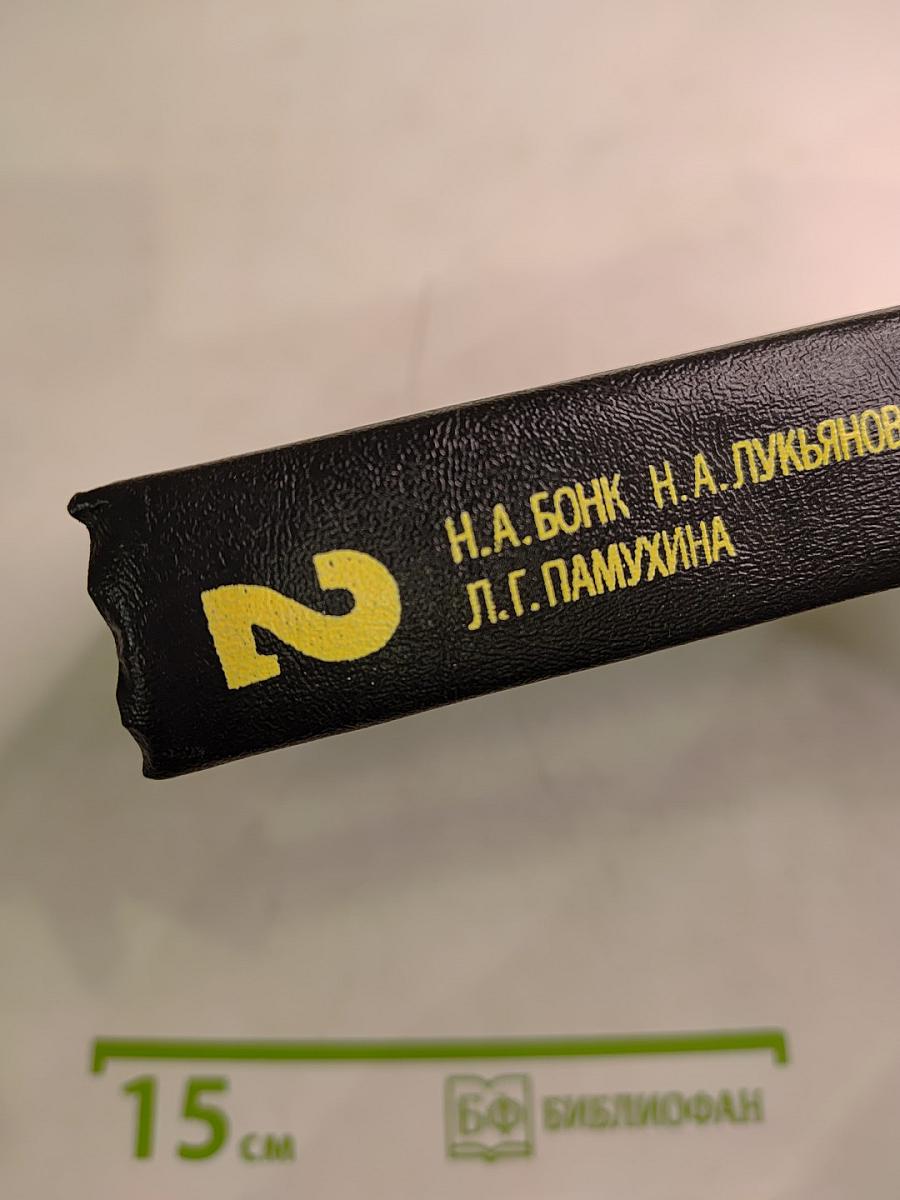 2
Н.А.БОНК Н.А.ЛУКЬЯНОВ
Л.Г.ПАМУХИНА
15 см
БФ БИБЛИОФАН